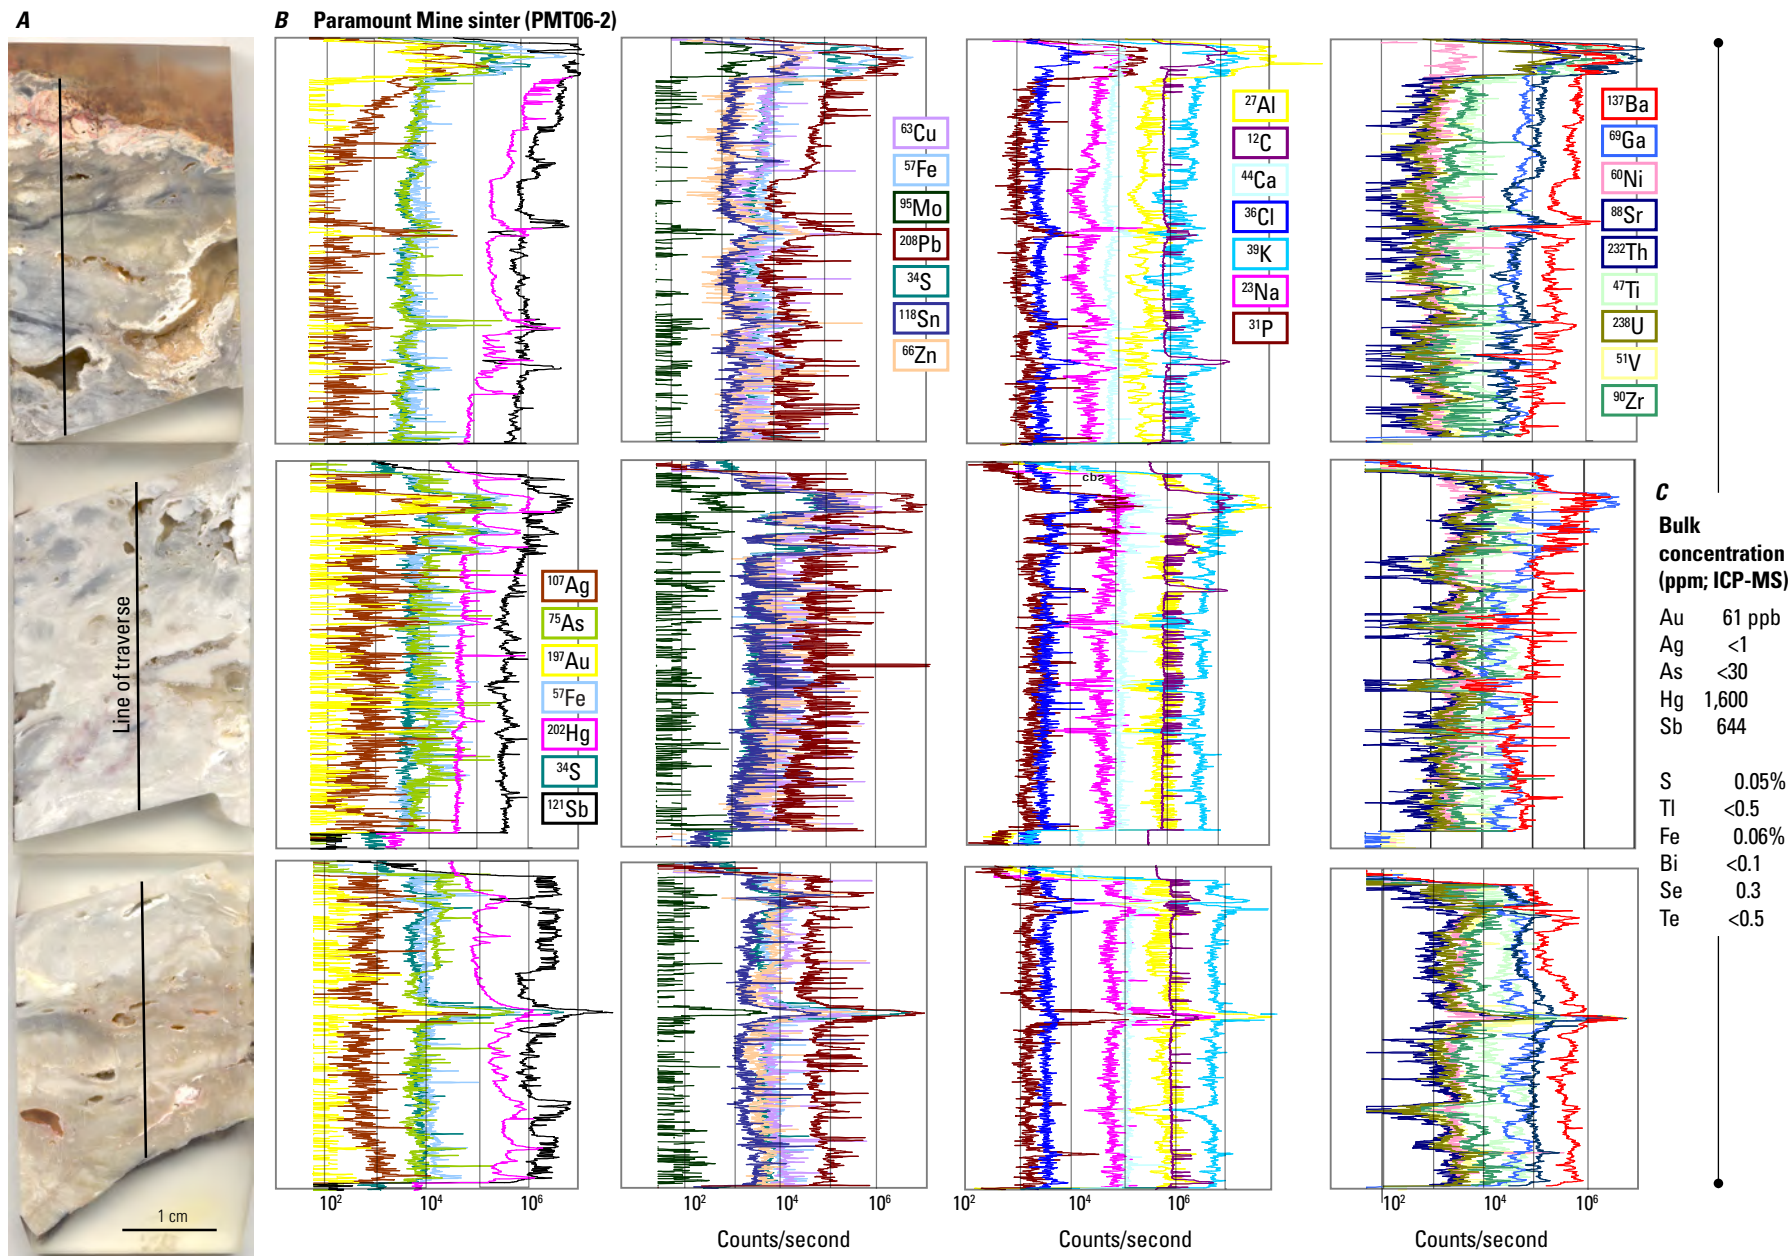 A
B Paramount Mine sinter (PMT06-2)
Line of traverse
1 cm
107Ag
75As
197Au
57Fe
202Hg
34S
121Sb
63Cu
57Fe
95Mo
208Pb
34S
118Sn
66Zn
27Al
12C
44Ca
36Cl
39K
23Na
31P
cbs
137Ba
69Ga
60Ni
88Sr
232Th
47Ti
238U
51V
90Zr
C
Bulk
concentration
(ppm; ICP-MS)
Au 61 ppb
Ag <1
As <30
Hg 1,600
Sb 644
S 0.05%
Tl <0.5
Fe 0.06%
Bi <0.1
Se 0.3
Te <0.5
10² 10⁴ 10⁶
10² 10⁴ 10⁶
10² 10⁴ 10⁶
10² 10⁴ 10⁶
Counts/second
Counts/second
Counts/second